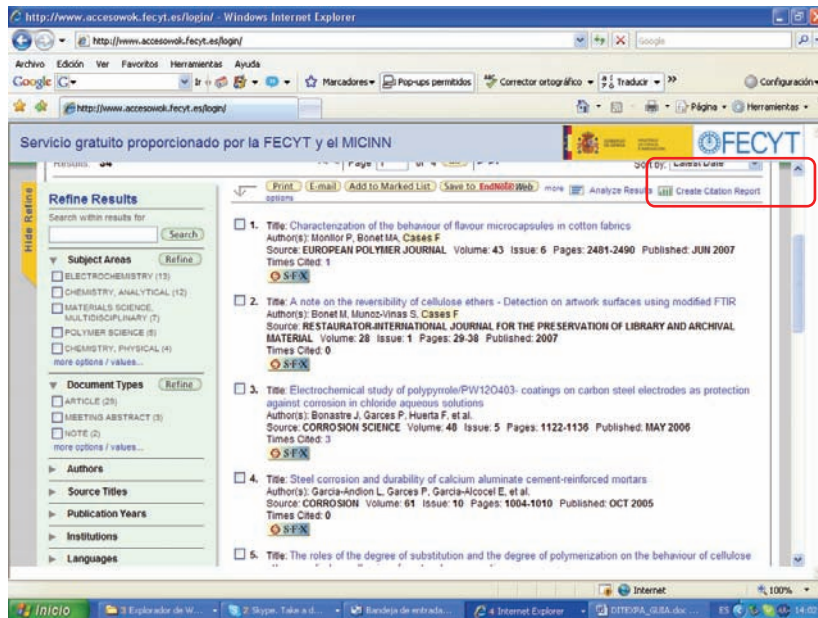 http://www.accesowok.fecyt.es/login/ - Windows Internet Explorer
http://www.accesowok.fecyt.es/login/
Google
Archivo Edición Ver Favoritos Herramientas Ayuda
Google G Ir Marcadores Pop-ups permitidos Corrector ortográfico Traducir Configuración
http://www.accesowok.fecyt.es/login/ Página Herramientas
Servicio gratuito proporcionado por la FECYT y el MICINN FECYT
Results: 34 Page 1 of 4 Sort by: Latest Date
Hide Refine
Refine Results
Search within results for
Search
Subject Areas Refine
ELECTROCHEMISTRY (13)
CHEMISTRY, ANALYTICAL (12)
MATERIALS SCIENCE,
MULTIDISCIPLINARY (7)
POLYMER SCIENCE (5)
CHEMISTRY, PHYSICAL (4)
more options / values...
Document Types Refine
ARTICLE (29)
MEETING ABSTRACT (3)
NOTE (2)
more options / values...
Authors
Source Titles
Publication Years
Institutions
Languages
Print E-mail Add to Marked List Save to EndNote Web more Analyze Results Create Citation Report
options
1. Title: Characterization of the behaviour of flavour microcapsules in cotton fabrics
Author(s): Monllor P, Bonet MA, Cases F
Source: EUROPEAN POLYMER JOURNAL Volume: 43 Issue: 6 Pages: 2481-2490 Published: JUN 2007
Times Cited: 1
S·F·X
2. Title: A note on the reversibility of cellulose ethers - Detection on artwork surfaces using modified FTIR
Author(s): Bonet M, Munoz-Vinas S, Cases F
Source: RESTAURATOR-INTERNATIONAL JOURNAL FOR THE PRESERVATION OF LIBRARY AND ARCHIVAL
MATERIAL Volume: 28 Issue: 1 Pages: 29-38 Published: 2007
Times Cited: 0
S·F·X
3. Title: Electrochemical study of polypyrrole/PW12O403- coatings on carbon steel electrodes as protection
against corrosion in chloride aqueous solutions
Author(s): Bonastre J, Garces P, Huerta F, et al.
Source: CORROSION SCIENCE Volume: 48 Issue: 5 Pages: 1122-1136 Published: MAY 2006
Times Cited: 3
S·F·X
4. Title: Steel corrosion and durability of calcium aluminate cement-reinforced mortars
Author(s): Garcia-Andion L, Garces P, Garcia-Alcocel E, et al.
Source: CORROSION Volume: 61 Issue: 10 Pages: 1004-1010 Published: OCT 2005
Times Cited: 0
S·F·X
5. Title: The roles of the degree of substitution and the degree of polymerization on the behaviour of cellulose
Internet 100%
Inicio 3 Explorador de W... 2 Skype. Take a d... Bandeja de entrada... 4 Internet Explorer DITEXPA_GUIA.doc ... ES 14:02